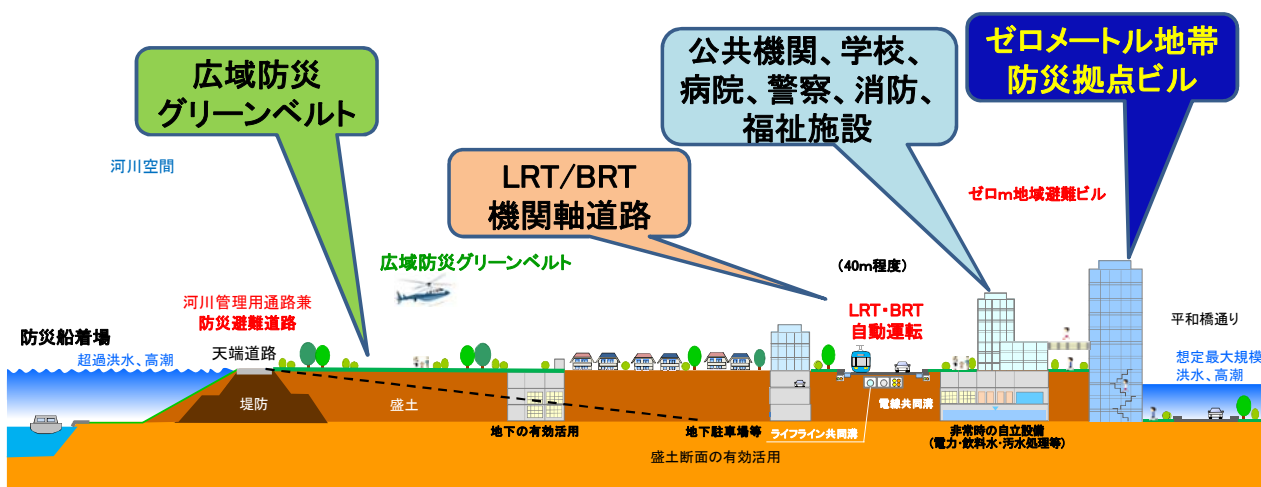 広域防災
グリーンベルト
公共機関、学校、
病院、警察、消防、
福祉施設
ゼロメートル地帯
防災拠点ビル
河川空間
LRT/BRT
機関軸道路
ゼロm地域避難ビル
広域防災グリーンベルト
(40m程度)
河川管理用通路兼
防災避難道路
LRT・BRT
自動運転
防災船着場
超過洪水、高潮
天端道路
平和橋通り
想定最大規模
洪水、高潮
堤防
盛土
電線共同溝
地下の有効活用
地下駐車場等
ライフライン共同溝
非常時の自立設備
(電力・飲料水・汚水処理等)
盛土断面の有効活用